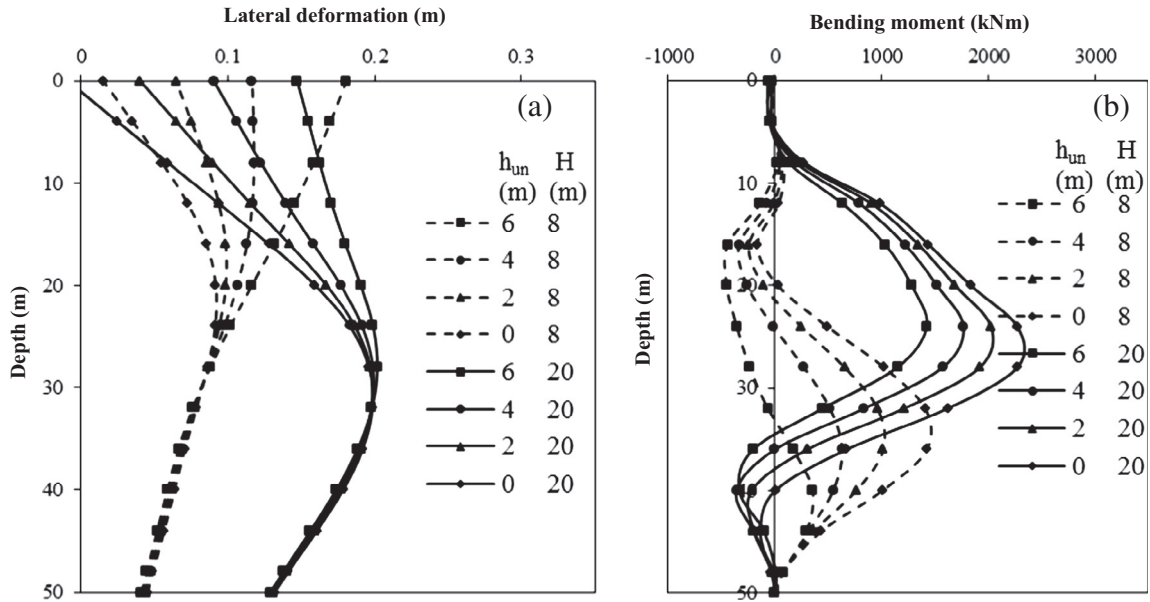 Lateral deformation (m)
0 0.1 0.2 0.3
0
10
20
30
40
50
Depth (m)
(a)
h_un H
(m) (m)
6 8
4 8
2 8
0 8
6 20
4 20
2 20
0 20
Bending moment (kNm)
-1000 0 1000 2000 3000
0
10
20
30
50
Depth (m)
(b)
h_un H
(m) (m)
6 8
4 8
2 8
0 8
6 20
4 20
2 20
0 20